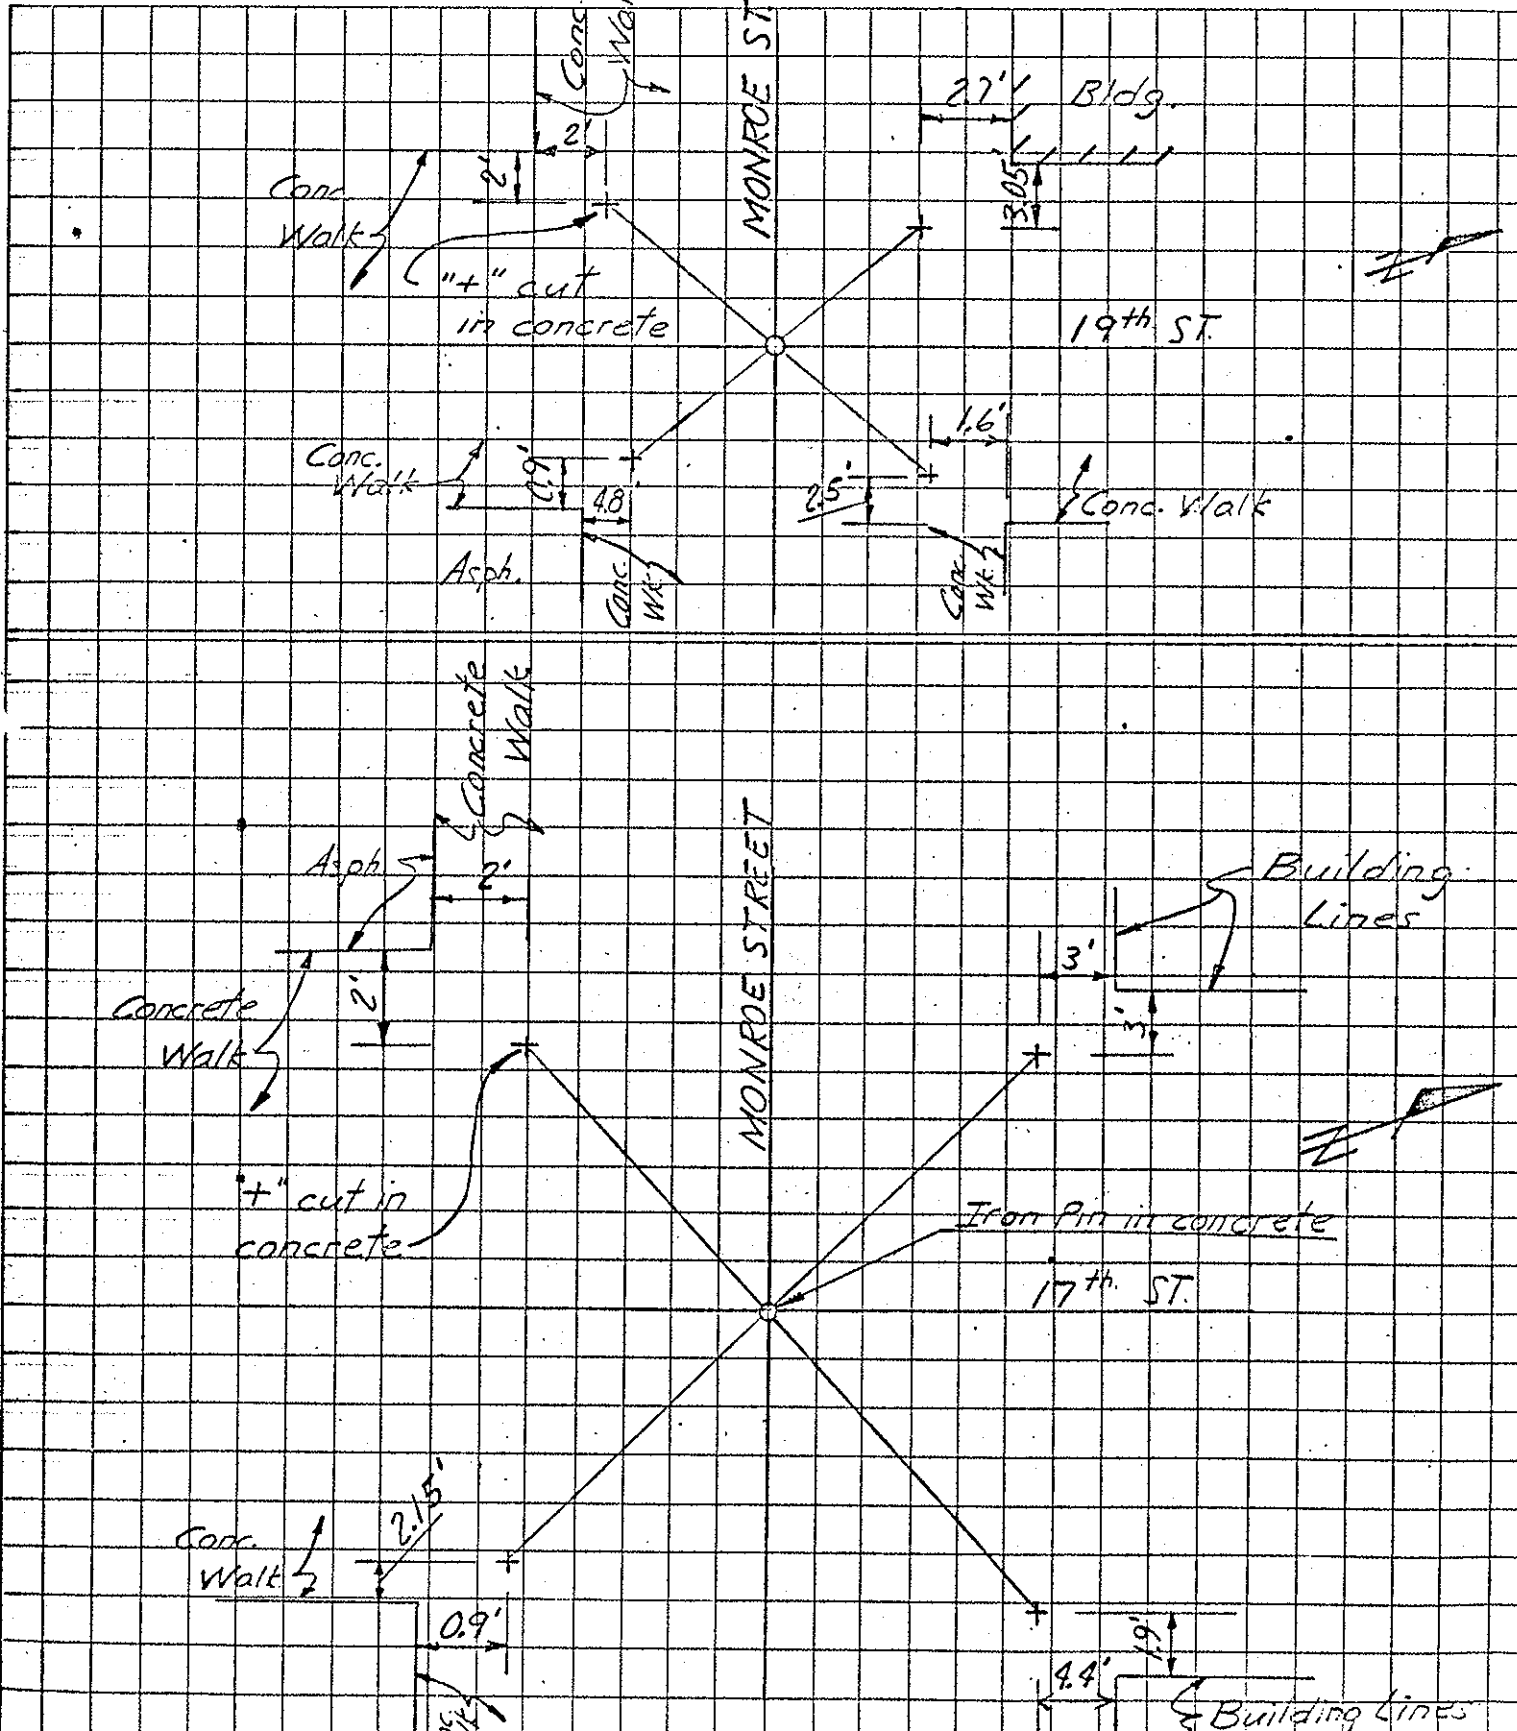 Conc.
MONROE ST.
2.7'
Bldg.
2'
2'
3.05'
Conc.
Walk
"+" cut
in concrete
19th ST.
1.6'
Conc.
Walk
0.9'
4.8'
2.5'
Conc. Walk
Asph.
Conc.
Wk.
Conc.
Wk.
Concrete
Walk
MONROE STREET
Asph.
2'
Building
Lines
3'
2'
3'
Concrete
Walk
"+" cut in
concrete
Iron Pin in concrete
17th ST.
2.15'
Conc.
Walk
0.9'
1.9'
4.4'
Building Lines